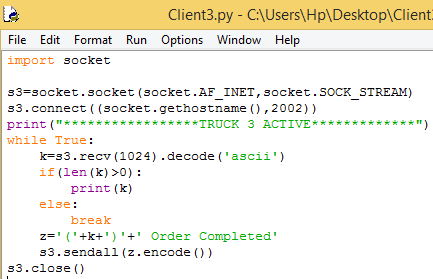 Client3.py - C:\Users\Hp\Desktop\Client
File Edit Format Run Options Window Help
import socket
s3=socket.socket(socket.AF_INET,socket.SOCK_STREAM)
s3.connect((socket.gethostname(),2002))
print("*****************TRUCK 3 ACTIVE*************")
while True:
    k=s3.recv(1024).decode('ascii')
    if(len(k)>0):
        print(k)
    else:
        break
    z='('+k+')'+' Order Completed'
    s3.sendall(z.encode())
s3.close()